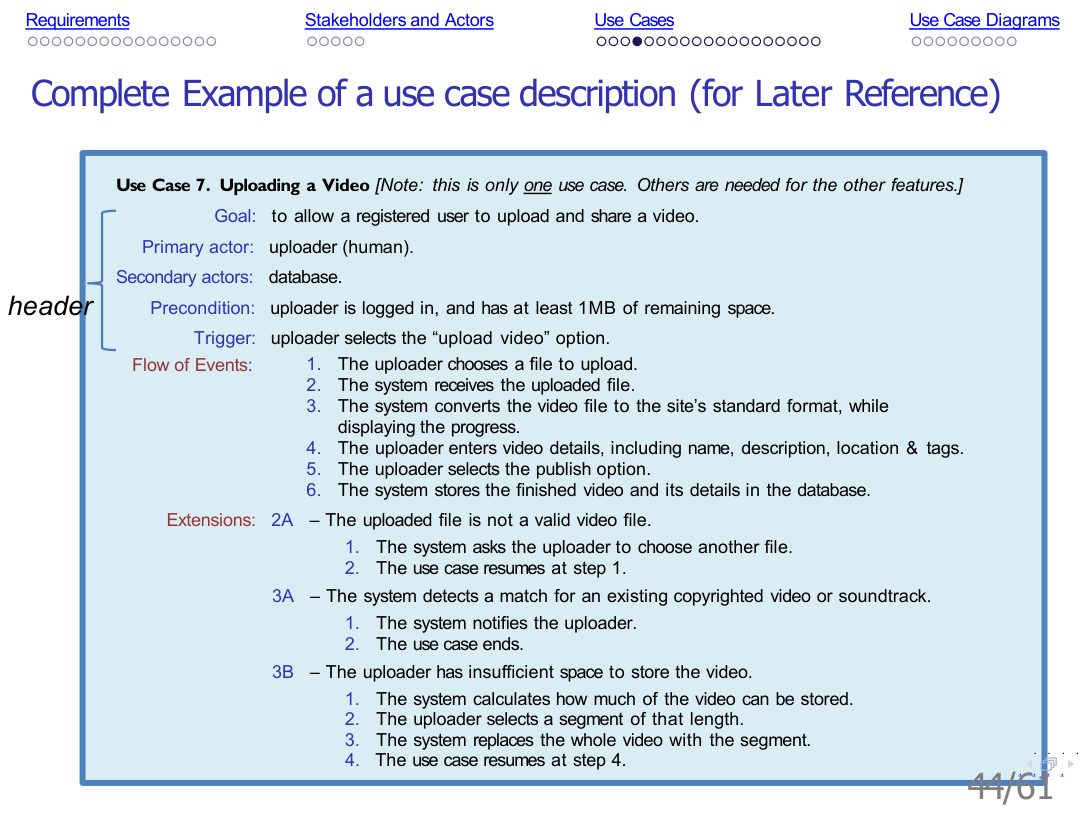 Requirements Stakeholders and Actors Use Cases Use Case Diagrams
Complete Example of a use case description (for Later Reference)
Use Case 7. Uploading a Video [Note: this is only one use case. Others are needed for the other features.]
Goal: to allow a registered user to upload and share a video.
Primary actor: uploader (human).
Secondary actors: database.
header
Precondition: uploader is logged in, and has at least 1MB of remaining space.
Trigger: uploader selects the “upload video” option.
Flow of Events: 1. The uploader chooses a file to upload.
2. The system receives the uploaded file.
3. The system converts the video file to the site’s standard format, while
displaying the progress.
4. The uploader enters video details, including name, description, location & tags.
5. The uploader selects the publish option.
6. The system stores the finished video and its details in the database.
Extensions: 2A – The uploaded file is not a valid video file.
1. The system asks the uploader to choose another file.
2. The use case resumes at step 1.
3A – The system detects a match for an existing copyrighted video or soundtrack.
1. The system notifies the uploader.
2. The use case ends.
3B – The uploader has insufficient space to store the video.
1. The system calculates how much of the video can be stored.
2. The uploader selects a segment of that length.
3. The system replaces the whole video with the segment.
4. The use case resumes at step 4.
44/61